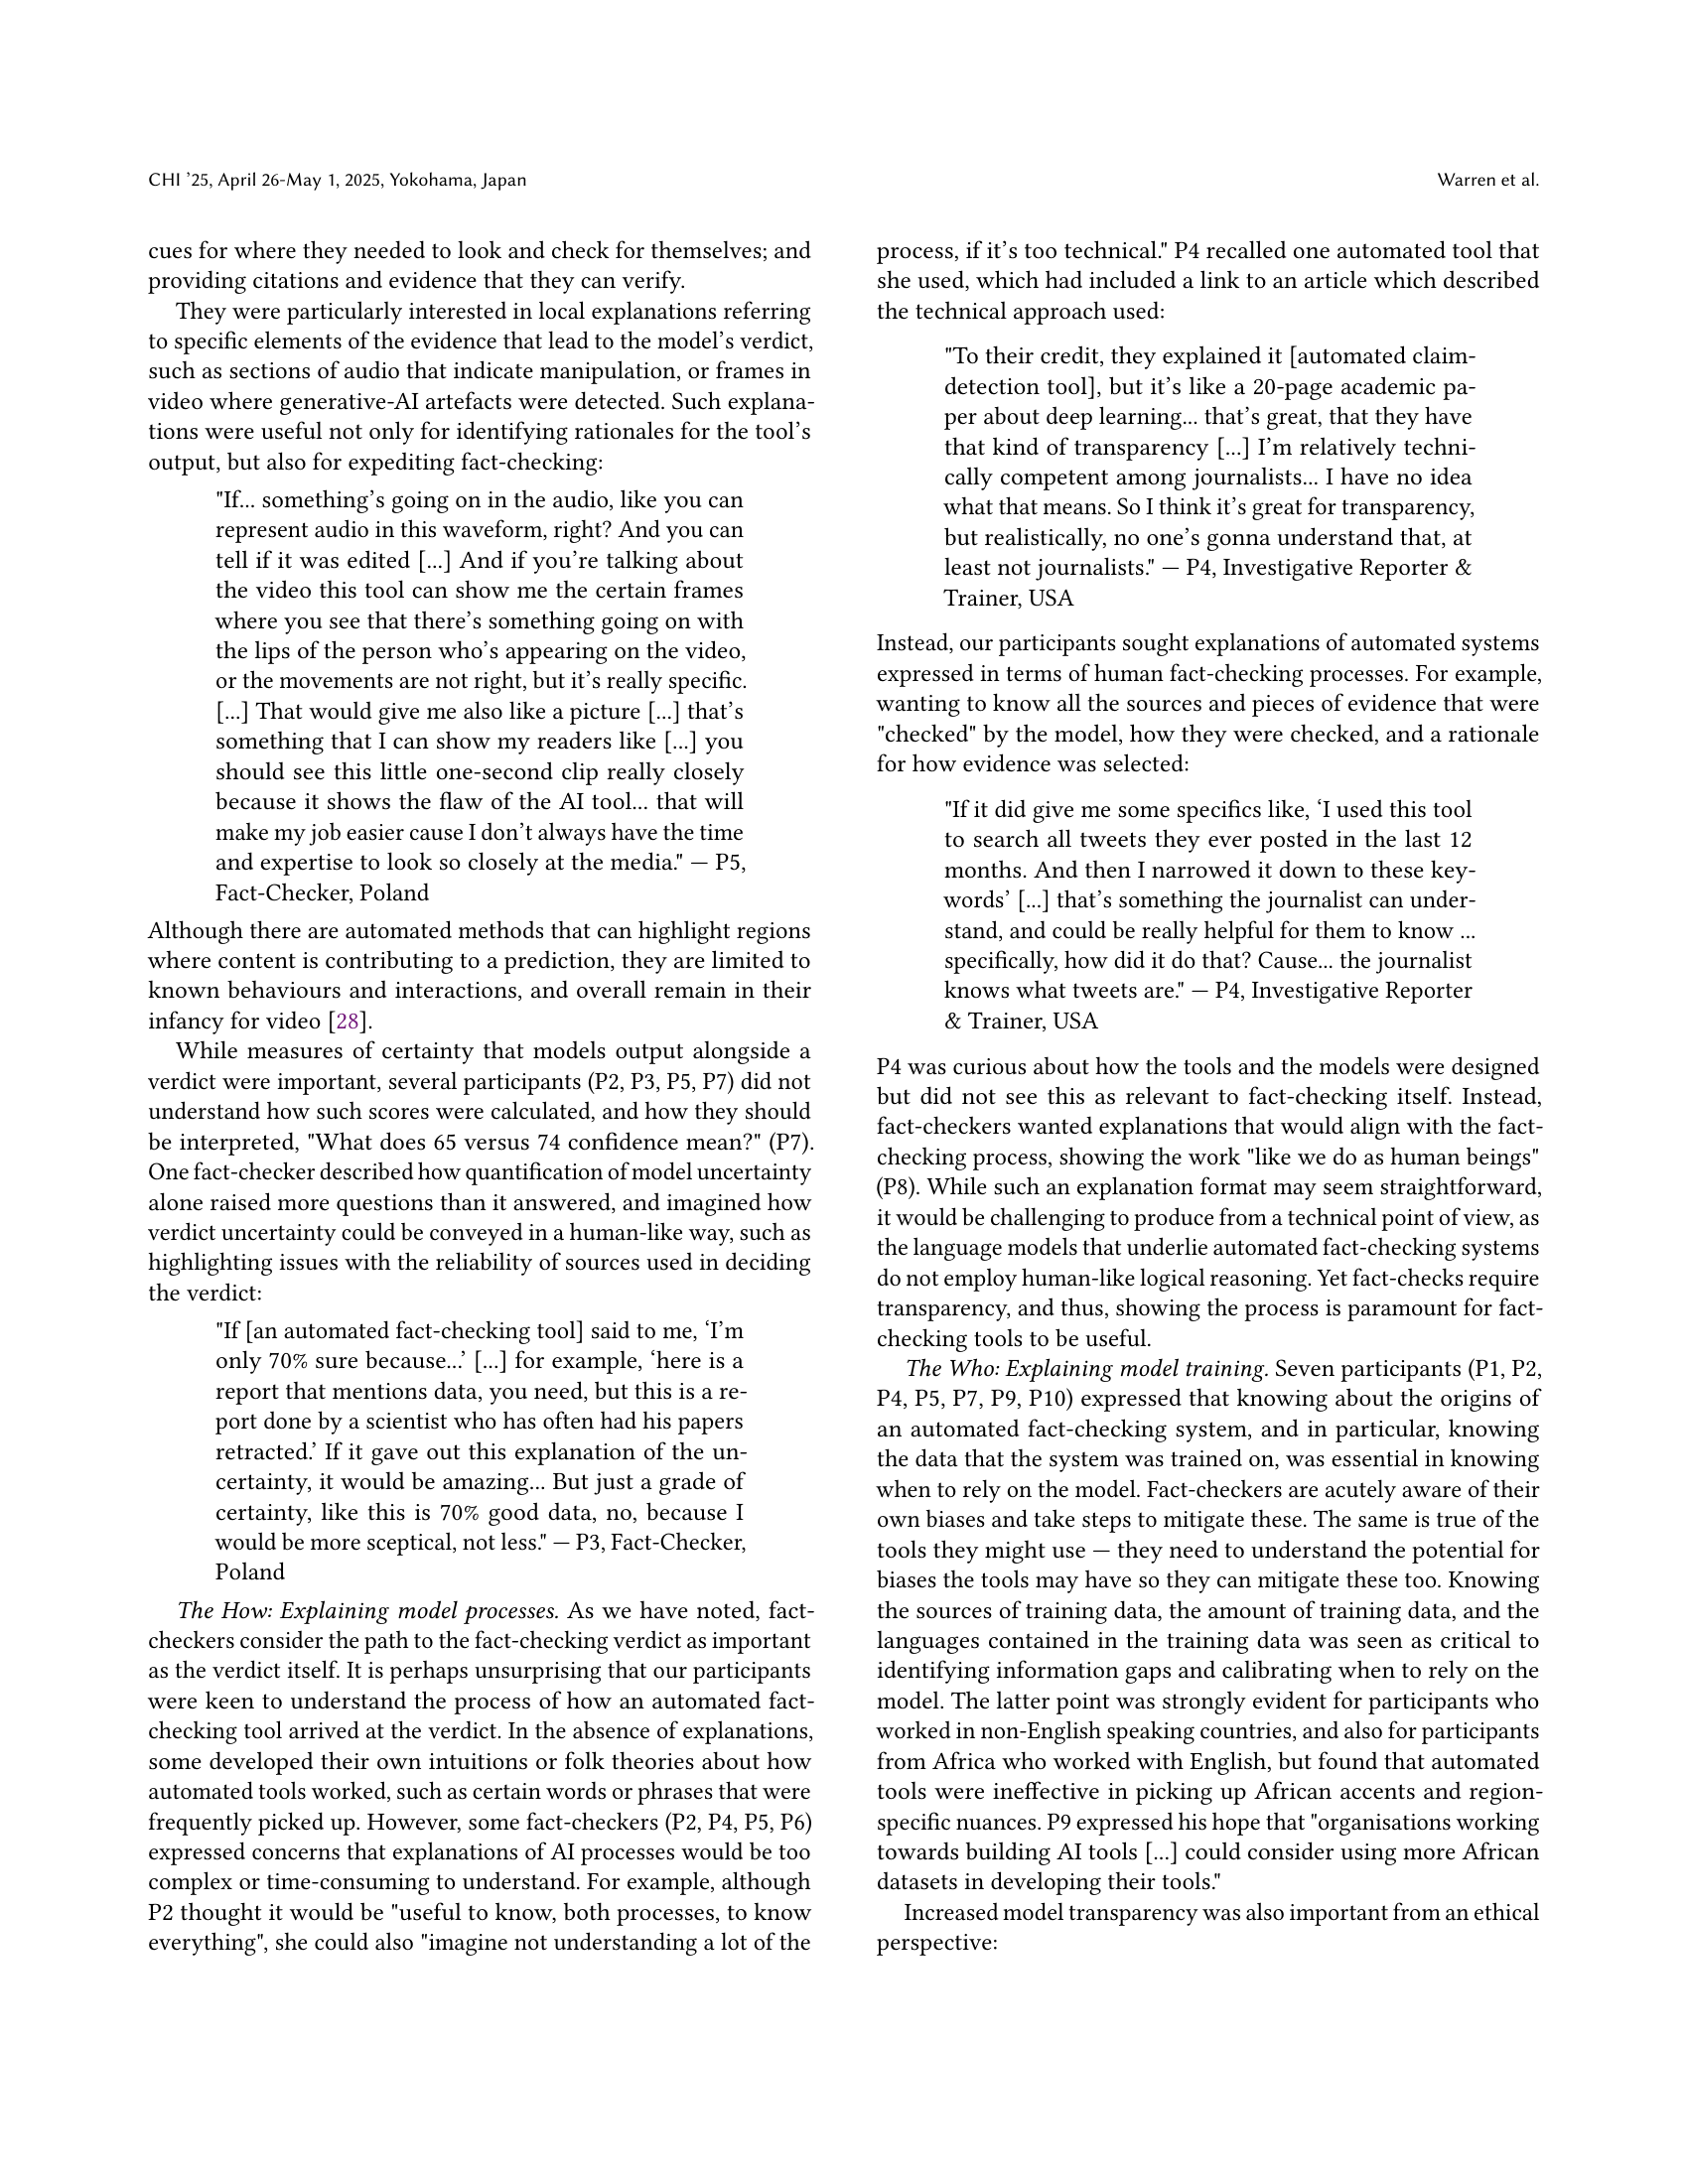 CHI ’25, April 26-May 1, 2025, Yokohama, Japan
Warren et al.
cues for where they needed to look and check for themselves; and
providing citations and evidence that they can verify.
They were particularly interested in local explanations referring
to specific elements of the evidence that lead to the model’s verdict,
such as sections of audio that indicate manipulation, or frames in
video where generative-AI artefacts were detected. Such explana-
tions were useful not only for identifying rationales for the tool’s
output, but also for expediting fact-checking:
"If... something’s going on in the audio, like you can
represent audio in this waveform, right? And you can
tell if it was edited [...] And if you’re talking about
the video this tool can show me the certain frames
where you see that there’s something going on with
the lips of the person who’s appearing on the video,
or the movements are not right, but it’s really specific.
[...] That would give me also like a picture [...] that’s
something that I can show my readers like [...] you
should see this little one-second clip really closely
because it shows the flaw of the AI tool... that will
make my job easier cause I don’t always have the time
and expertise to look so closely at the media." — P5,
Fact-Checker, Poland
Although there are automated methods that can highlight regions
where content is contributing to a prediction, they are limited to
known behaviours and interactions, and overall remain in their
infancy for video [28].
While measures of certainty that models output alongside a
verdict were important, several participants (P2, P3, P5, P7) did not
understand how such scores were calculated, and how they should
be interpreted, "What does 65 versus 74 confidence mean?" (P7).
One fact-checker described how quantification of model uncertainty
alone raised more questions than it answered, and imagined how
verdict uncertainty could be conveyed in a human-like way, such as
highlighting issues with the reliability of sources used in deciding
the verdict:
"If [an automated fact-checking tool] said to me, ‘I’m
only 70% sure because...’ [...] for example, ‘here is a
report that mentions data, you need, but this is a re-
port done by a scientist who has often had his papers
retracted.’ If it gave out this explanation of the un-
certainty, it would be amazing... But just a grade of
certainty, like this is 70% good data, no, because I
would be more sceptical, not less." — P3, Fact-Checker,
Poland
The How: Explaining model processes. As we have noted, fact-
checkers consider the path to the fact-checking verdict as important
as the verdict itself. It is perhaps unsurprising that our participants
were keen to understand the process of how an automated fact-
checking tool arrived at the verdict. In the absence of explanations,
some developed their own intuitions or folk theories about how
automated tools worked, such as certain words or phrases that were
frequently picked up. However, some fact-checkers (P2, P4, P5, P6)
expressed concerns that explanations of AI processes would be too
complex or time-consuming to understand. For example, although
P2 thought it would be "useful to know, both processes, to know
everything", she could also "imagine not understanding a lot of the
process, if it’s too technical." P4 recalled one automated tool that
she used, which had included a link to an article which described
the technical approach used:
"To their credit, they explained it [automated claim-
detection tool], but it’s like a 20-page academic pa-
per about deep learning... that’s great, that they have
that kind of transparency [...] I’m relatively techni-
cally competent among journalists... I have no idea
what that means. So I think it’s great for transparency,
but realistically, no one’s gonna understand that, at
least not journalists." — P4, Investigative Reporter &
Trainer, USA
Instead, our participants sought explanations of automated systems
expressed in terms of human fact-checking processes. For example,
wanting to know all the sources and pieces of evidence that were
"checked" by the model, how they were checked, and a rationale
for how evidence was selected:
"If it did give me some specifics like, ‘I used this tool
to search all tweets they ever posted in the last 12
months. And then I narrowed it down to these key-
words’ [...] that’s something the journalist can under-
stand, and could be really helpful for them to know ...
specifically, how did it do that? Cause... the journalist
knows what tweets are." — P4, Investigative Reporter
& Trainer, USA
P4 was curious about how the tools and the models were designed
but did not see this as relevant to fact-checking itself. Instead,
fact-checkers wanted explanations that would align with the fact-
checking process, showing the work "like we do as human beings"
(P8). While such an explanation format may seem straightforward,
it would be challenging to produce from a technical point of view, as
the language models that underlie automated fact-checking systems
do not employ human-like logical reasoning. Yet fact-checks require
transparency, and thus, showing the process is paramount for fact-
checking tools to be useful.
The Who: Explaining model training. Seven participants (P1, P2,
P4, P5, P7, P9, P10) expressed that knowing about the origins of
an automated fact-checking system, and in particular, knowing
the data that the system was trained on, was essential in knowing
when to rely on the model. Fact-checkers are acutely aware of their
own biases and take steps to mitigate these. The same is true of the
tools they might use — they need to understand the potential for
biases the tools may have so they can mitigate these too. Knowing
the sources of training data, the amount of training data, and the
languages contained in the training data was seen as critical to
identifying information gaps and calibrating when to rely on the
model. The latter point was strongly evident for participants who
worked in non-English speaking countries, and also for participants
from Africa who worked with English, but found that automated
tools were ineffective in picking up African accents and region-
specific nuances. P9 expressed his hope that "organisations working
towards building AI tools [...] could consider using more African
datasets in developing their tools."
Increased model transparency was also important from an ethical
perspective: